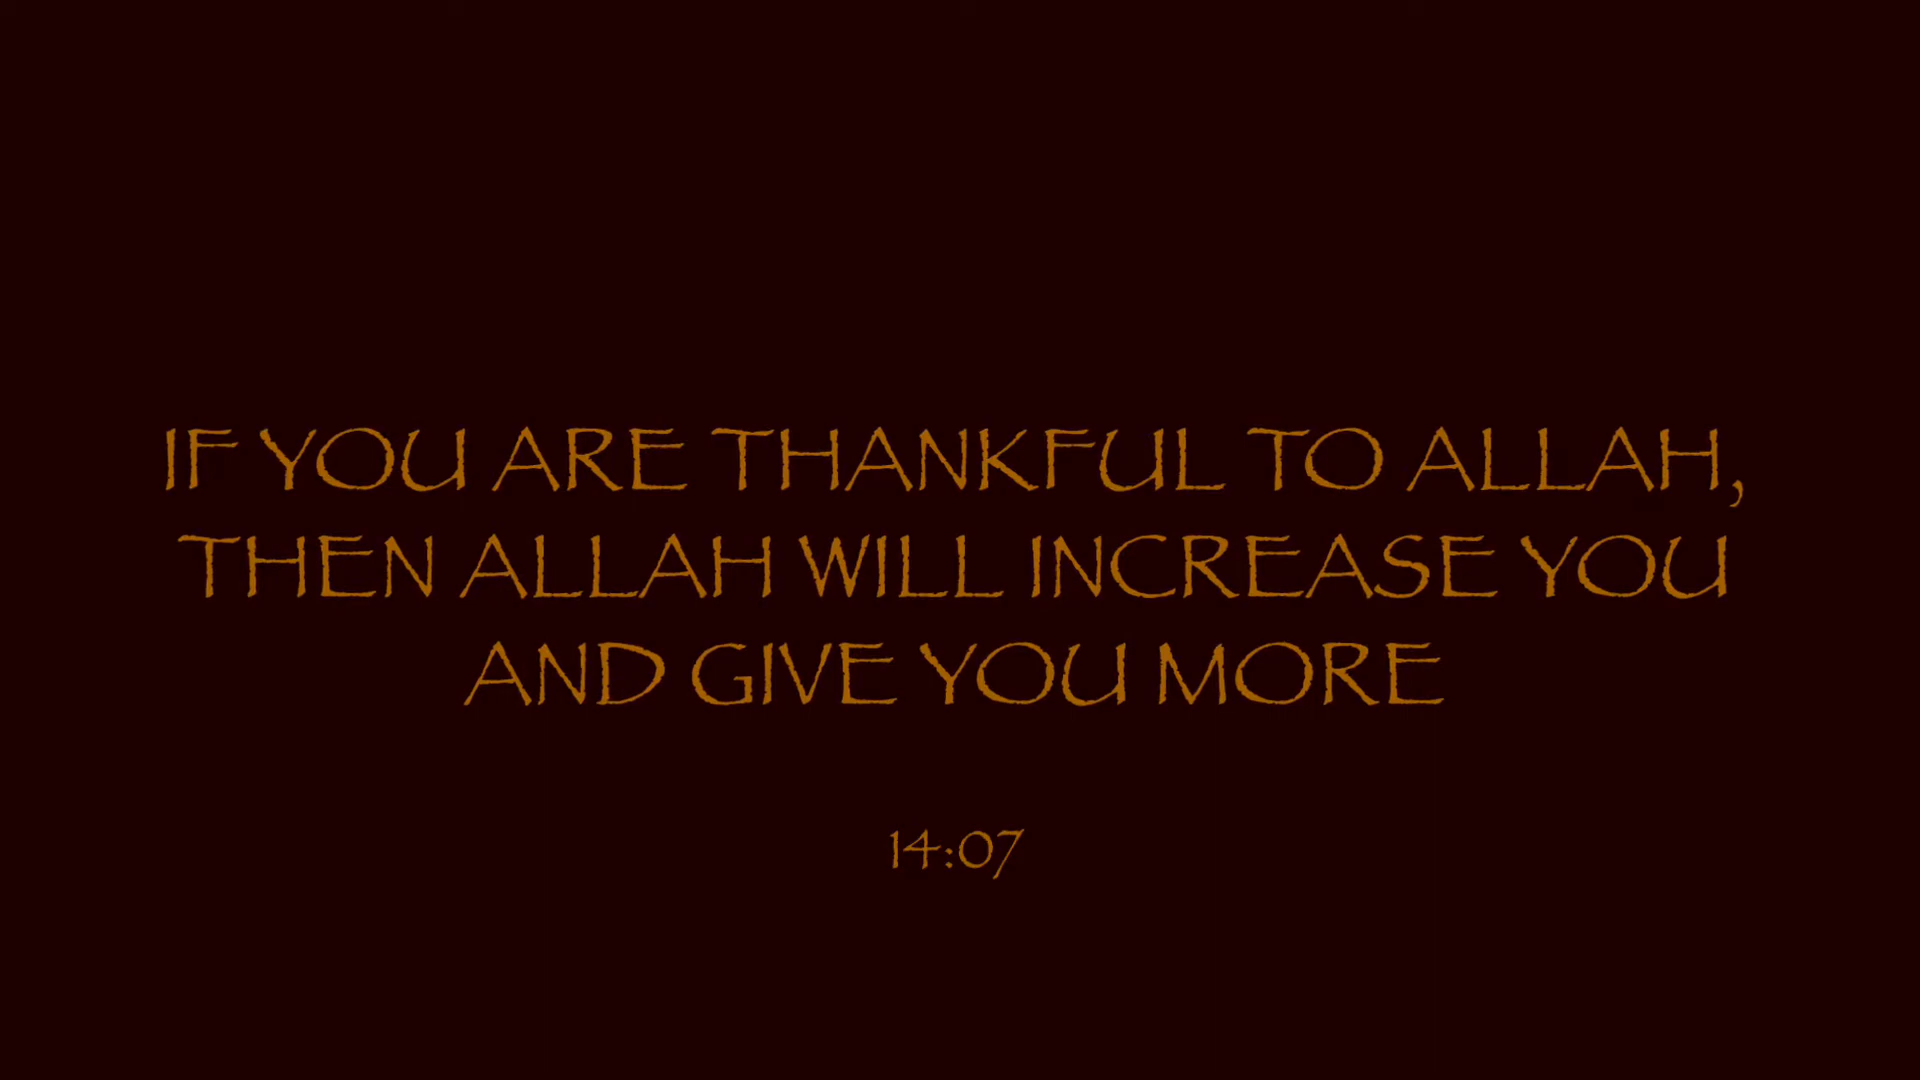 IF YOU ARE THANKFUL TO ALLAH,
THEN ALLAH WILL INCREASE YOU
AND GIVE YOU MORE
14:07